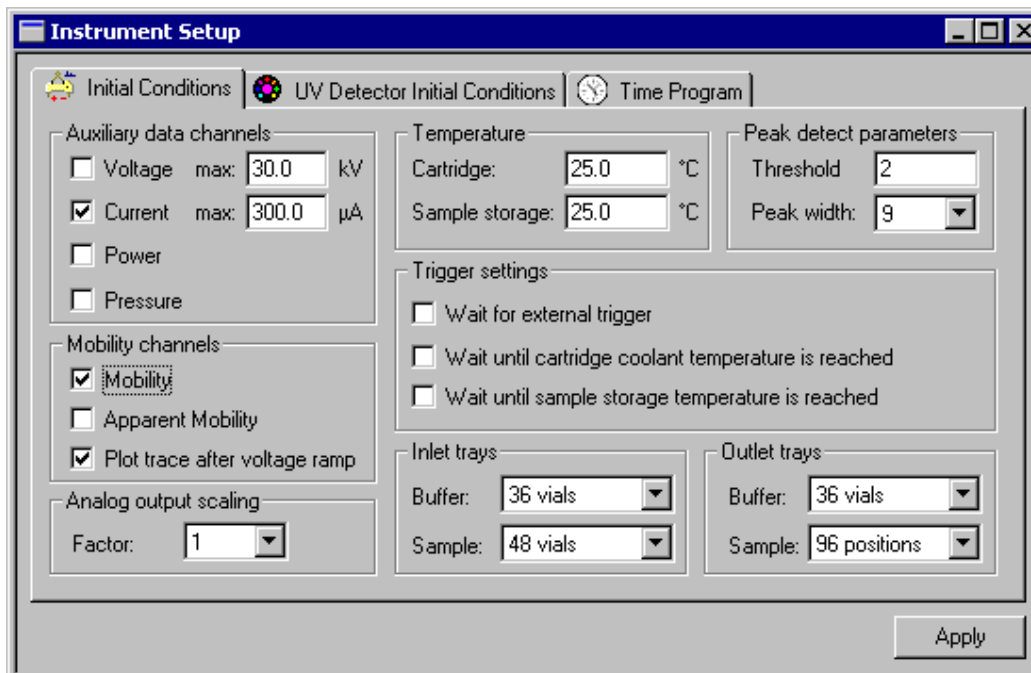 Instrument Setup
Initial Conditions
UV Detector Initial Conditions
Time Program
Auxiliary data channels
Voltage max: 30.0 kV
Current max: 300.0 µA
Power
Pressure
Mobility channels
Mobility
Apparent Mobility
Plot trace after voltage ramp
Analog output scaling
Factor: 1
Temperature
Cartridge: 25.0 °C
Sample storage: 25.0 °C
Peak detect parameters
Threshold 2
Peak width: 9
Trigger settings
Wait for external trigger
Wait until cartridge coolant temperature is reached
Wait until sample storage temperature is reached
Inlet trays
Buffer: 36 vials
Sample: 48 vials
Outlet trays
Buffer: 36 vials
Sample: 96 positions
Apply